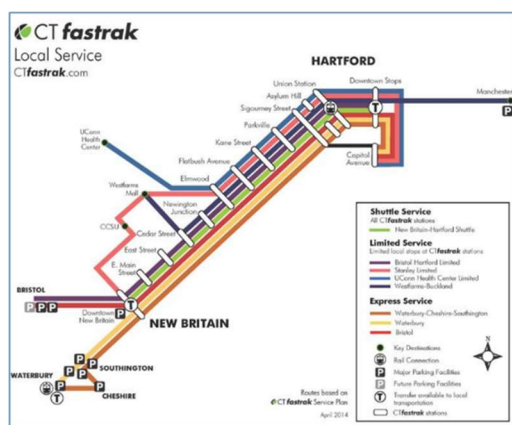 CTfastrak
Local Service
CTfastrak.com
HARTFORD
Union Station
Downtown Stops
Asylum Hill
Manchester
Sigourney Street
P
T
Parkville
Kane Street
UConn
Health
Center
Flatbush Avenue
Capitol
Avenue
Elmwood
Westfarms
Mall
Newington
Junction
CCSU
Cedar Street
East Street
E. Main
Street
BRISTOL
P P P
T
P
Downtown
New Britain
NEW BRITAIN
P
P P
P
SOUTHINGTON
WATERBURY
P
P
T
CHESHIRE
Shuttle Service
All CTfastrak stations
New Britain-Hartford Shuttle
Limited Service
Limited local stops at CTfastrak stations
Bristol Hartford Limited
Stanley Limited
UConn Health Center Limited
Westfarms-Buckland
Express Service
Waterbury-Cheshire-Southington
Waterbury
Bristol
Key Destinations
Rail Connection
P Major Parking Facilities
P Future Parking Facilities
T Transfer available to local
transportation
CTfastrak stations
N
Routes based on
CTfastrak Service Plan
April 2014